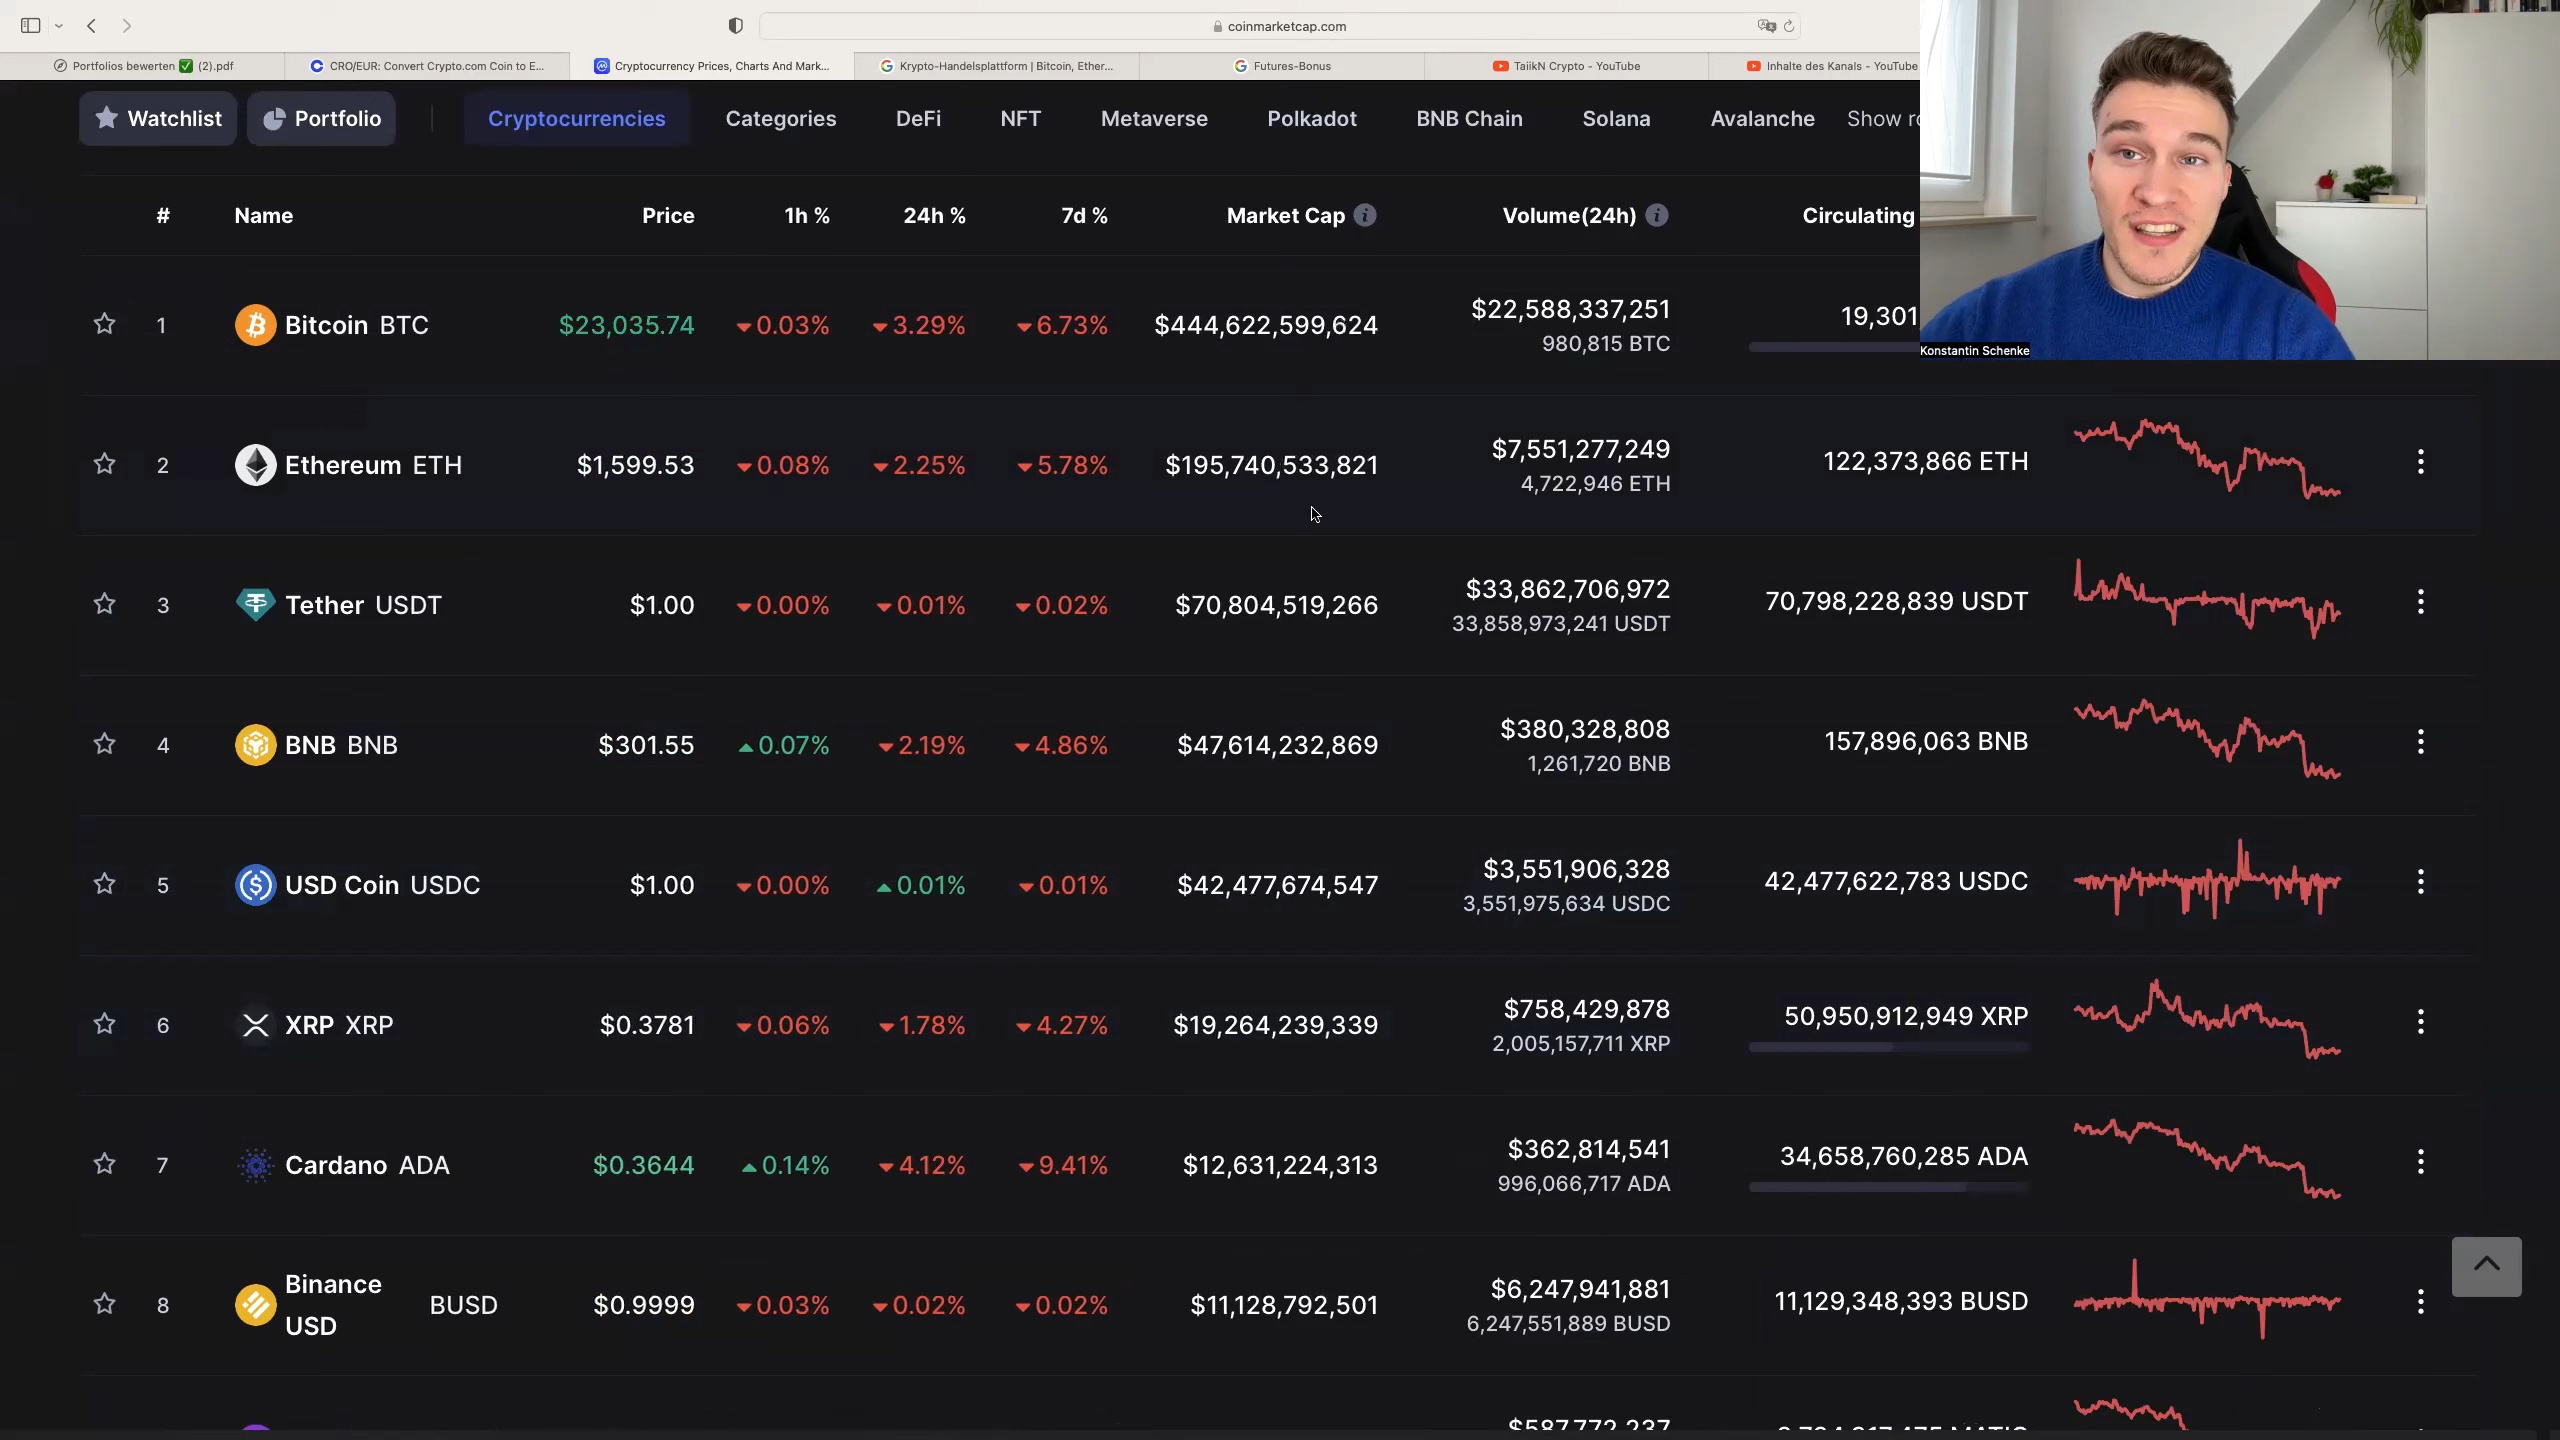 coinmarketcap.com
Portfolios bewerten ✅ (2).pdf
CRO/EUR: Convert Crypto.com Coin to E...
Cryptocurrency Prices, Charts And Mark...
Krypto-Handelsplattform | Bitcoin, Ether...
Futures-Bonus
TaiikN Crypto - YouTube
Inhalte des Kanals - YouTube
Watchlist Portfolio Cryptocurrencies Categories DeFi NFT Metaverse Polkadot BNB Chain Solana Avalanche Show
# Name Price 1h % 24h % 7d % Market Cap Volume(24h) Circulating
1 Bitcoin BTC $23,035.74 0.03% 3.29% 6.73% $444,622,599,624 $22,588,337,251 19,301
980,815 BTC
Konstantin Schenke
2 Ethereum ETH $1,599.53 0.08% 2.25% 5.78% $195,740,533,821 $7,551,277,249 122,373,866 ETH
4,722,946 ETH
3 Tether USDT $1.00 0.00% 0.01% 0.02% $70,804,519,266 $33,862,706,972 70,798,228,839 USDT
33,858,973,241 USDT
4 BNB BNB $301.55 0.07% 2.19% 4.86% $47,614,232,869 $380,328,808 157,896,063 BNB
1,261,720 BNB
5 USD Coin USDC $1.00 0.00% 0.01% 0.01% $42,477,674,547 $3,551,906,328 42,477,622,783 USDC
3,551,975,634 USDC
6 XRP XRP $0.3781 0.06% 1.78% 4.27% $19,264,239,339 $758,429,878 50,950,912,949 XRP
2,005,157,711 XRP
7 Cardano ADA $0.3644 0.14% 4.12% 9.41% $12,631,224,313 $362,814,541 34,658,760,285 ADA
996,066,717 ADA
8 Binance USD BUSD $0.9999 0.03% 0.02% 0.02% $11,128,792,501 $6,247,941,881 11,129,348,393 BUSD
6,247,551,889 BUSD
$587,772,237